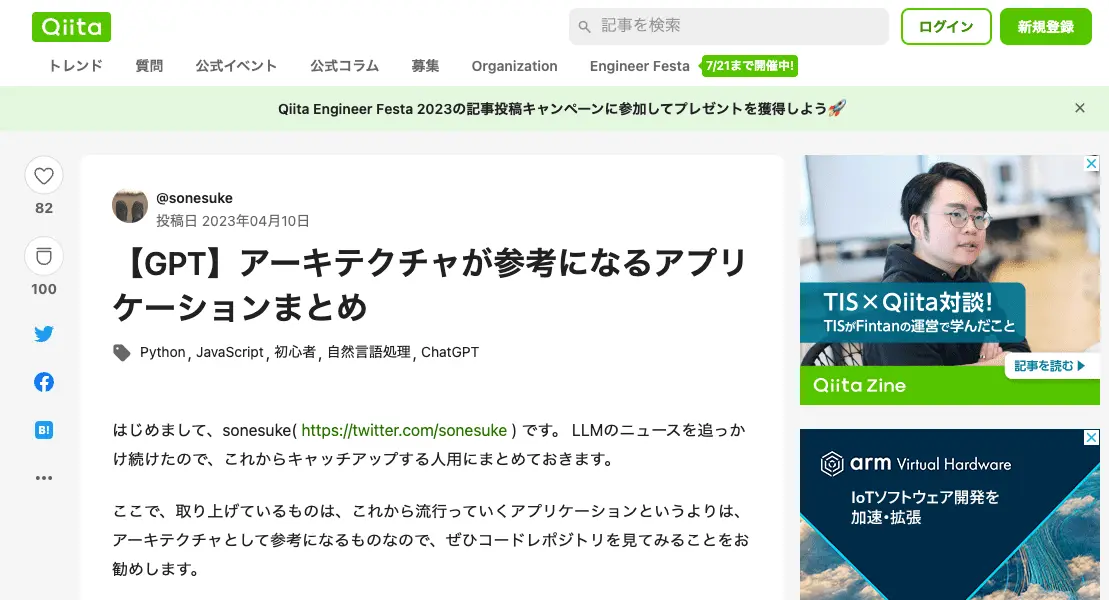 Qiita
記事を検索
ログイン
新規登録
トレンド 質問 公式イベント 公式コラム 募集 Organization Engineer Festa 7/21まで開催中!
Qiita Engineer Festa 2023の記事投稿キャンペーンに参加してプレゼントを獲得しよう🚀
82
100
B!
@sonesuke
投稿日 2023年04月10日
【GPT】アーキテクチャが参考になるアプリ
ケーションまとめ
Python, JavaScript, 初心者, 自然言語処理, ChatGPT
はじめまして、sonesuke( https://twitter.com/sonesuke ) です。 LLMのニュースを追っか
け続けたので、これからキャッチアップする人用にまとめておきます。
ここで、取り上げているものは、これから流行っていくアプリケーションというよりは、
アーキテクチャとして参考になるものなので、ぜひコードレポジトリを見てみることをお
勧めします。
TIS×Qiita対談!
TISがFintanの運営で学んだこと
記事を読む
Qiita Zine
arm Virtual Hardware
IoTソフトウェア開発を
加速・拡張